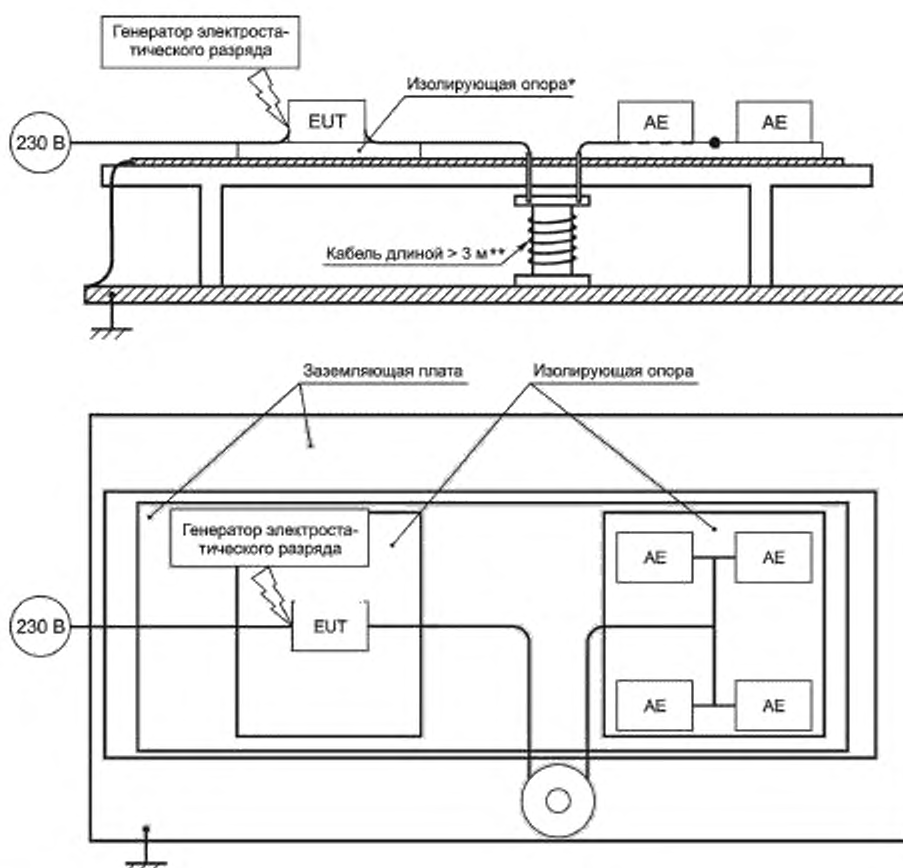 Генератор электроста-
тического разряда
Изолирующая опора*
230 В
EUT
AE
AE
Кабель длиной > 3 м**
Заземляющая плата
Изолирующая опора
Генератор электроста-
тического разряда
AE
AE
230 В
EUT
AE
AE